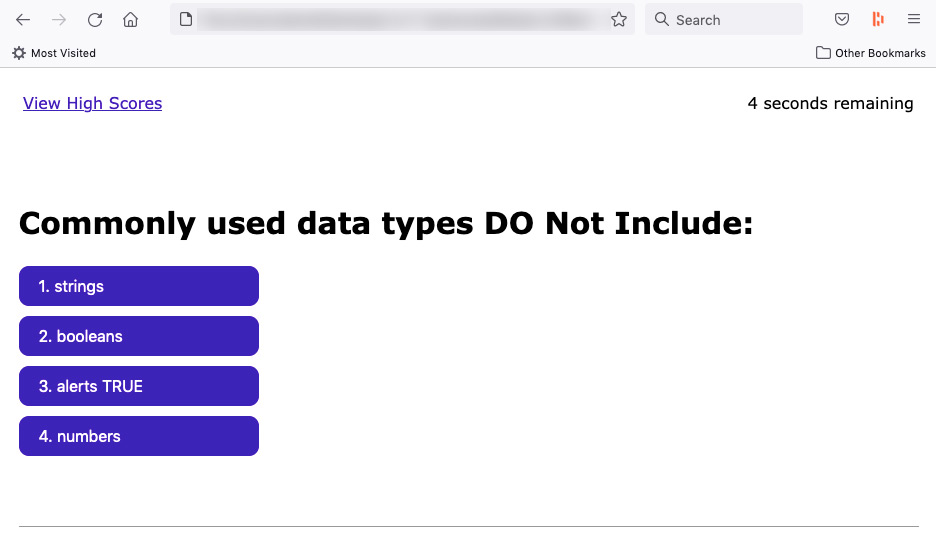 Search
Most Visited
Other Bookmarks
View High Scores
4 seconds remaining
Commonly used data types DO Not Include:
1. strings
2. booleans
3. alerts TRUE
4. numbers